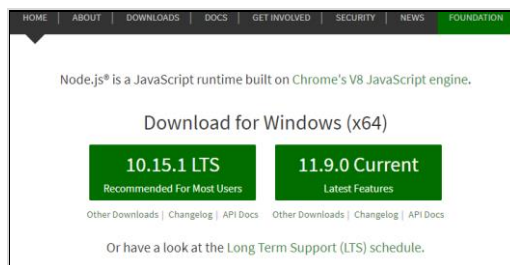 HOME | ABOUT | DOWNLOADS | DOCS | GET INVOLVED | SECURITY | NEWS | FOUNDATION
Node.js® is a JavaScript runtime built on Chrome's V8 JavaScript engine.
Download for Windows (x64)
10.15.1 LTS
Recommended For Most Users
11.9.0 Current
Latest Features
Other Downloads | Changelog | API Docs
Other Downloads | Changelog | API Docs
Or have a look at the Long Term Support (LTS) schedule.